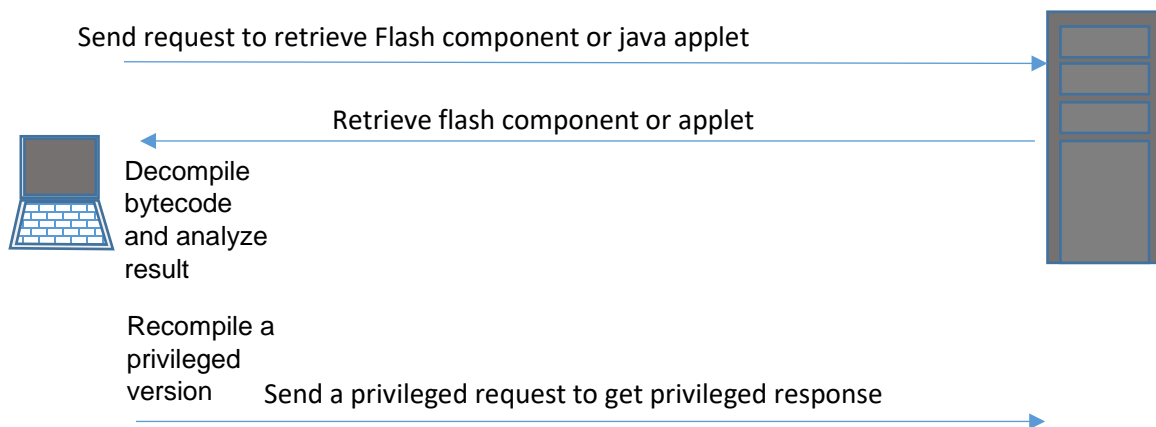 Send request to retrieve Flash component or java applet
Retrieve flash component or applet
Decompile
bytecode
and analyze
result
Recompile a
privileged
version
Send a privileged request to get privileged response